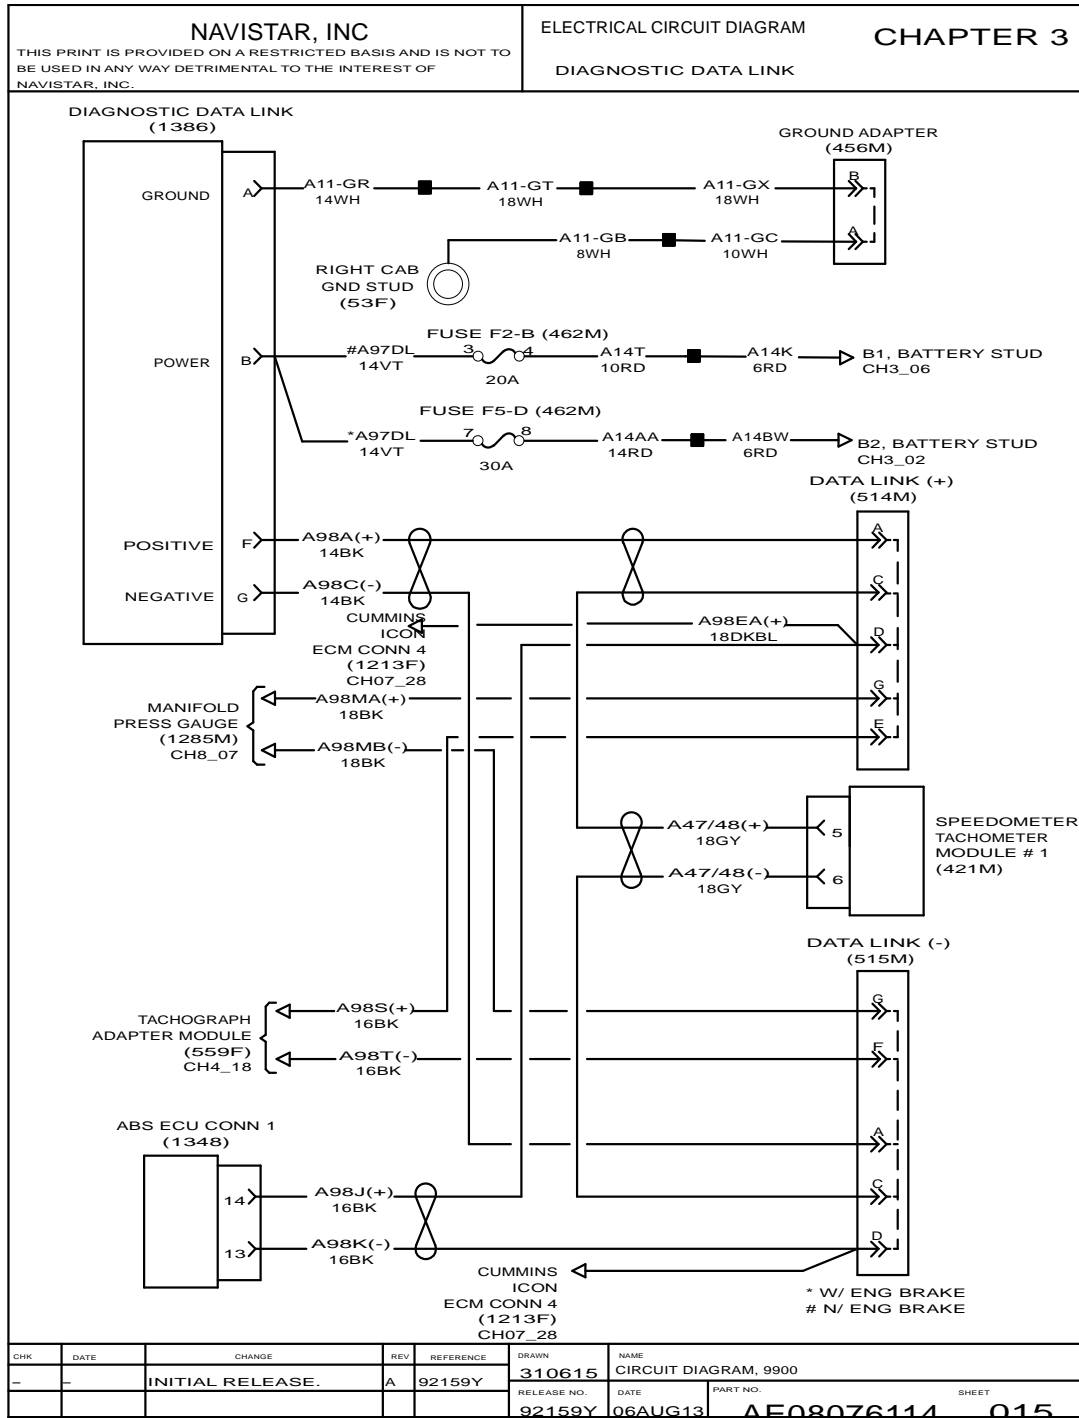 NAVISTAR, INC
THIS PRINT IS PROVIDED ON A RESTRICTED BASIS AND IS NOT TO
BE USED IN ANY WAY DETRIMENTAL TO THE INTEREST OF
NAVISTAR, INC.
ELECTRICAL CIRCUIT DIAGRAM
DIAGNOSTIC DATA LINK
CHAPTER 3
DIAGNOSTIC DATA LINK
(1386)
GROUND ADAPTER
(456M)
GROUND
A
A11-GR
14WH
A11-GT
18WH
A11-GX
18WH
B
A11-GB
8WH
A11-GC
10WH
A
RIGHT CAB
GND STUD
(53F)
FUSE F2-B (462M)
POWER
B
#A97DL
14VT
3
4
20A
A14T
10RD
A14K
6RD
B1, BATTERY STUD
CH3_06
FUSE F5-D (462M)
*A97DL
14VT
7
8
30A
A14AA
14RD
A14BW
6RD
B2, BATTERY STUD
CH3_02
DATA LINK (+)
(514M)
POSITIVE
F
A98A(+)
14BK
A
NEGATIVE
G
A98C(-)
14BK
C
CUMMINS
ICON
ECM CONN 4
(1213F)
CH07_28
A98EA(+)
18DKBL
D
MANIFOLD
PRESS GAUGE
(1285M)
CH8_07
A98MA(+)
18BK
G
A98MB(-)
18BK
E
A47/48(+)
18GY
5
A47/48(-)
18GY
6
SPEEDOMETER
TACHOMETER
MODULE # 1
(421M)
DATA LINK (-)
(515M)
TACHOGRAPH
ADAPTER MODULE
(559F)
CH4_18
A98S(+)
16BK
G
A98T(-)
16BK
F
ABS ECU CONN 1
(1348)
A
14
A98J(+)
16BK
C
13
A98K(-)
16BK
D
CUMMINS
ICON
ECM CONN 4
(1213F)
CH07_28
* W/ ENG BRAKE
# N/ ENG BRAKE
CHK
DATE
CHANGE
REV
REFERENCE
DRAWN
NAME
–
–
INITIAL RELEASE.
A
92159Y
310615
CIRCUIT DIAGRAM, 9900
RELEASE NO.
DATE
PART NO.
SHEET
92159Y
06AUG13
AE08076114
015